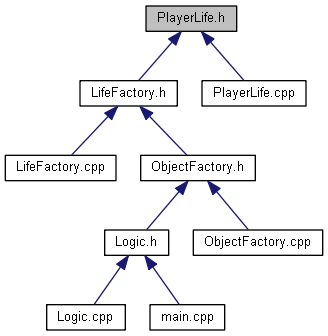 PlayerLife.h
LifeFactory.h
PlayerLife.cpp
LifeFactory.cpp
ObjectFactory.h
Logic.h
ObjectFactory.cpp
Logic.cpp
main.cpp